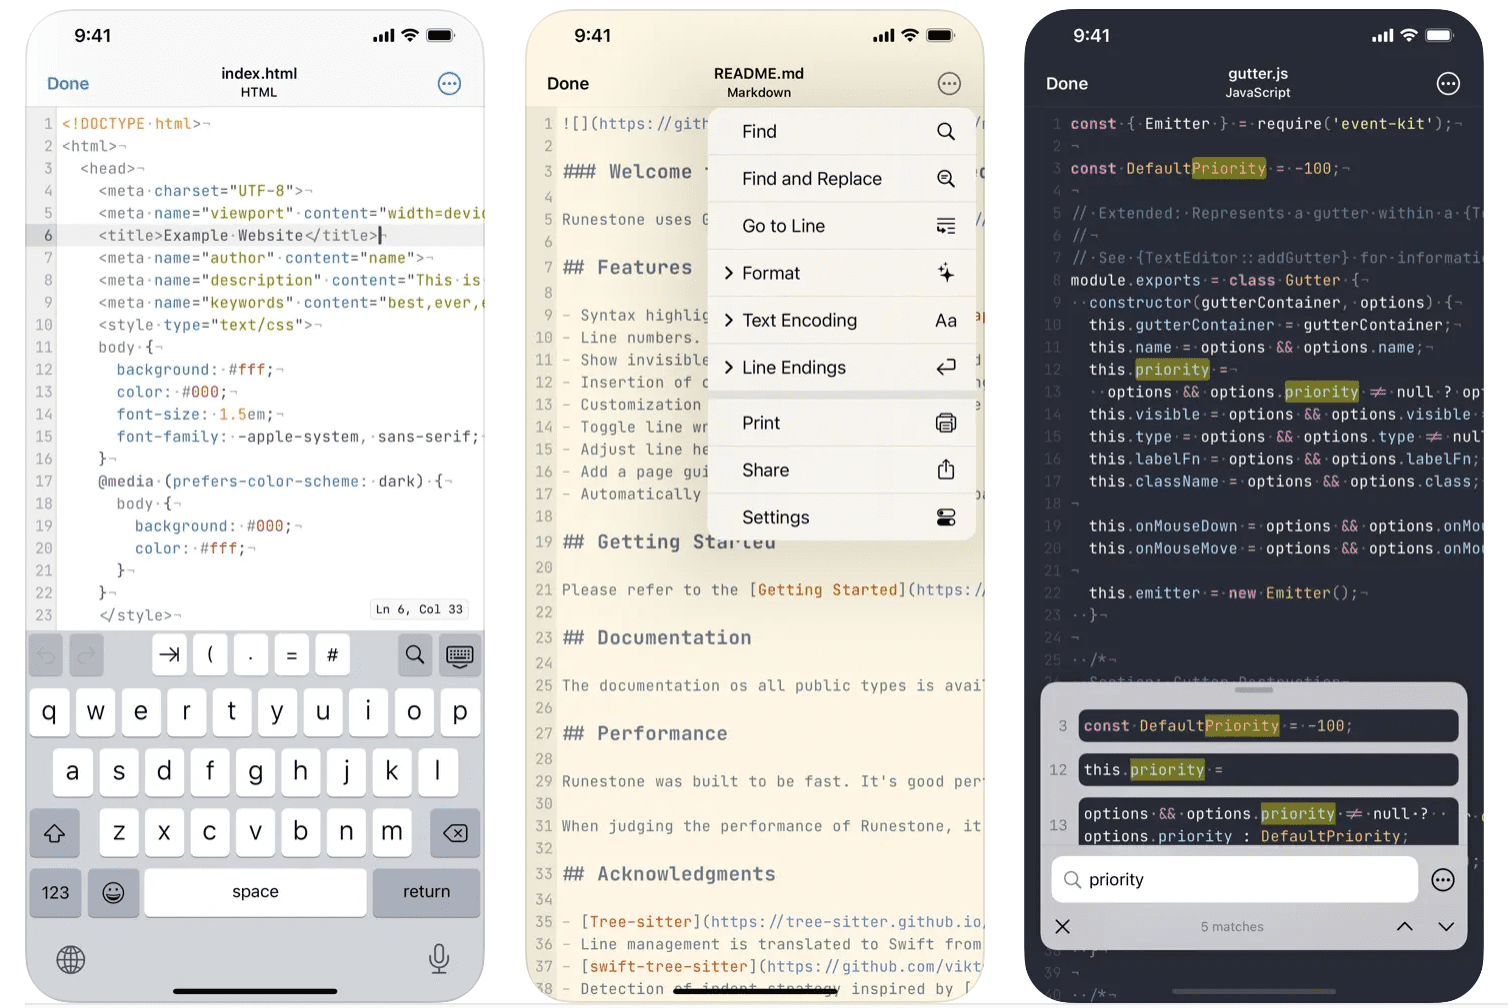 9:41
Done
index.html
HTML
1 <!DOCTYPE·html>¬
2 <html>¬
3 <head>¬
4 <meta·charset="UTF-8">¬
5 <meta·name="viewport"·content="width=devic
6 <title>Example·Website</title>¬
7 <meta·name="author"·content="name">¬
8 <meta·name="description"·content="This·is
9 <meta·name="keywords"·content="best,ever,e
10 <style·type="text/css">¬
11 body·{¬
12 background:·#fff;¬
13 color:·#000;¬
14 font-size:·1.5em;¬
15 font-family:·-apple-system,·sans-serif;
16 }¬
17 @media·(prefers-color-scheme:·dark)·{¬
18 body·{¬
19 background:·#000;¬
20 color:·#fff;¬
21 }¬
22 }¬
23 </style>¬
Ln 6, Col 33
( . = #
q w e r t y u i o p
a s d f g h j k l
z x c v b n m
123 space return
9:41
Done
README.md
Markdown
1 ![](https://gith
2
3 ### Welcome
4
5 Runestone uses G
6
7 ## Features
8
9 - Syntax highlig
10 - Line numbers.
11 - Show invisible
12 - Insertion of c
13 - Customization
14 - Toggle line wr
15 - Adjust line he
16 - Add a page gui
17 - Automatically
18
19 ## Getting Started
20
21 Please refer to the [Getting Started](https:/
22
23 ## Documentation
24
25 The documentation os all public types is avai
26
27 ## Performance
28
29 Runestone was built to be fast. It's good per
30
31 When judging the performance of Runestone, it
32
33 ## Acknowledgments
34
35 - [Tree-sitter](https://tree-sitter.github.io/
36 - Line management is translated to Swift from
37 - [swift-tree-sitter](https://github.com/vikt
38 - Detection of indent strategy inspired by [
Find
Find and Replace
Go to Line
Format
Text Encoding
Aa
Line Endings
Print
Share
Settings
9:41
Done
gutter.js
JavaScript
1 const·{·Emitter·}·=·require('event-kit');¬
2 ¬
3 const·DefaultPriority·=·-100;¬
4 ¬
5 //·Extended:·Represents·a·gutter·within·a·{T
6 //¬
7 //·See·{TextEditor::addGutter}·for·informati
8 module.exports·=·class·Gutter·{¬
9 ··constructor(gutterContainer,·options)·{¬
10 this.gutterContainer·=·gutterContainer;¬
11 this.name·=·options·&&·options.name;¬
12 this.priority·=¬
13 ··options·&&·options.priority·!=·null·?·opt
14 this.visible·=·options·&&·options.visible·=
15 this.type·=·options·&&·options.type·!=·nul
16 this.labelFn·=·options·&&·options.labelFn;
17 this.className·=·options·&&·options.class;
18 ¬
19 this.onMouseDown·=·options·&&·options.onMou
20 this.onMouseMove·=·options·&&·options.onMo
21 ¬
22 this.emitter·=·new·Emitter();¬
23 ··}¬
24 ¬
25 ··/*¬
3 const·DefaultPriority·=·-100;
12 this.priority·=
13 options·&&·options.priority·!=·null·?··
options.priority : DefaultPriority;
priority
5 matches
39 ¬
··/*¬